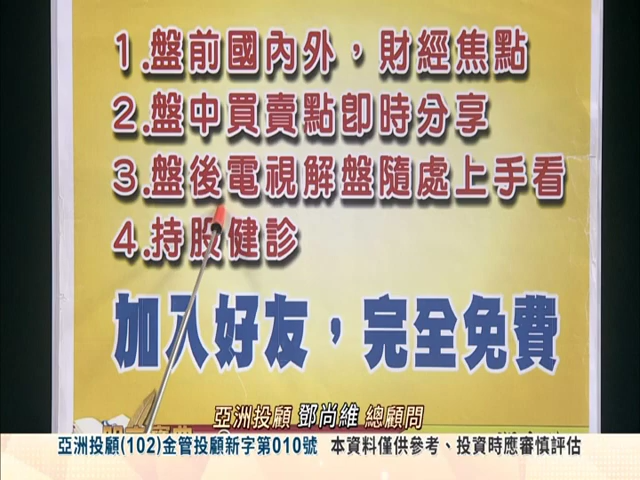 1.盤前國內外，財經焦點
2.盤中買賣點即時分享
3.盤後電視解盤隨處上手看
4.持股健診
加入好友，完全免費
亞洲投顧 鄧尚維 總顧問
亞洲投顧(102)金管投顧新字第010號 本資料僅供參考、投資時應審慎評估